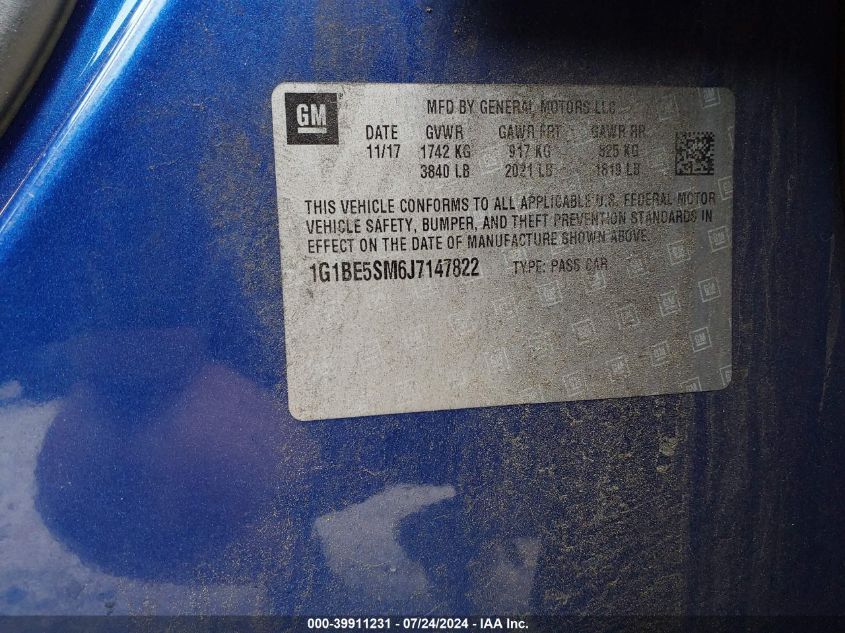 GM
MFD BY GENERAL MOTORS LLC
DATE GVWR GAWR FRT GAWR RR
11/17 1742 KG 917 KG 825 KG
3840 LB 2021 LB 1819 LB
THIS VEHICLE CONFORMS TO ALL APPLICABLE U.S. FEDERAL MOTOR
VEHICLE SAFETY, BUMPER, AND THEFT PREVENTION STANDARDS IN
EFFECT ON THE DATE OF MANUFACTURE SHOWN ABOVE.
1G1BE5SM6J7147822 TYPE: PASS CAR
000-39911231 - 07/24/2024 - IAA Inc.